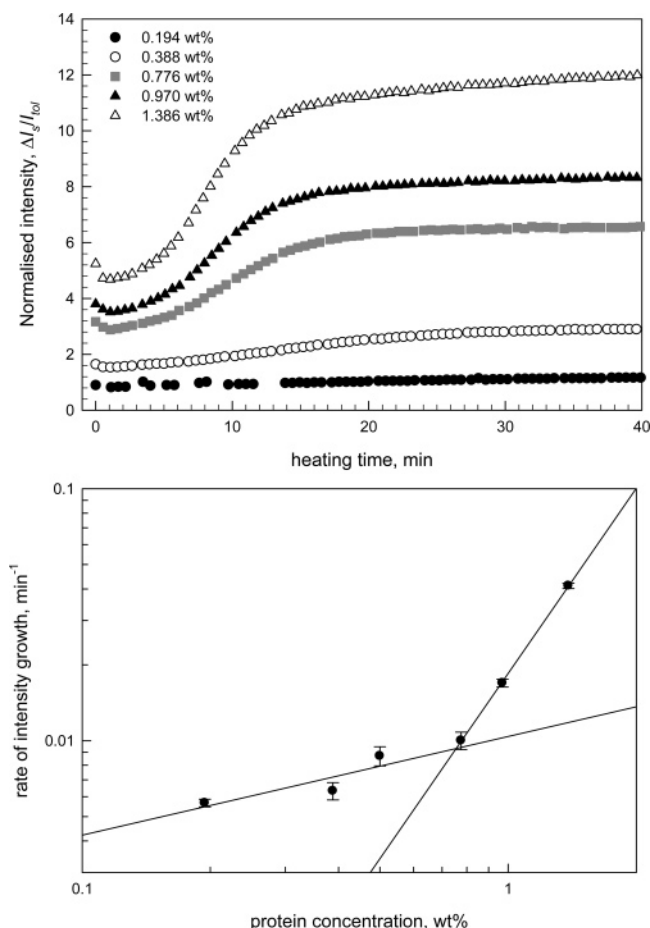 14
12
10
8
6
4
2
0
Normalised intensity, ΔI_s/I_tol
0.194 wt%
0.388 wt%
0.776 wt%
0.970 wt%
1.386 wt%
0 10 20 30 40
heating time, min
0.1
0.01
rate of intensity growth, min⁻¹
0.1 1
protein concentration, wt%